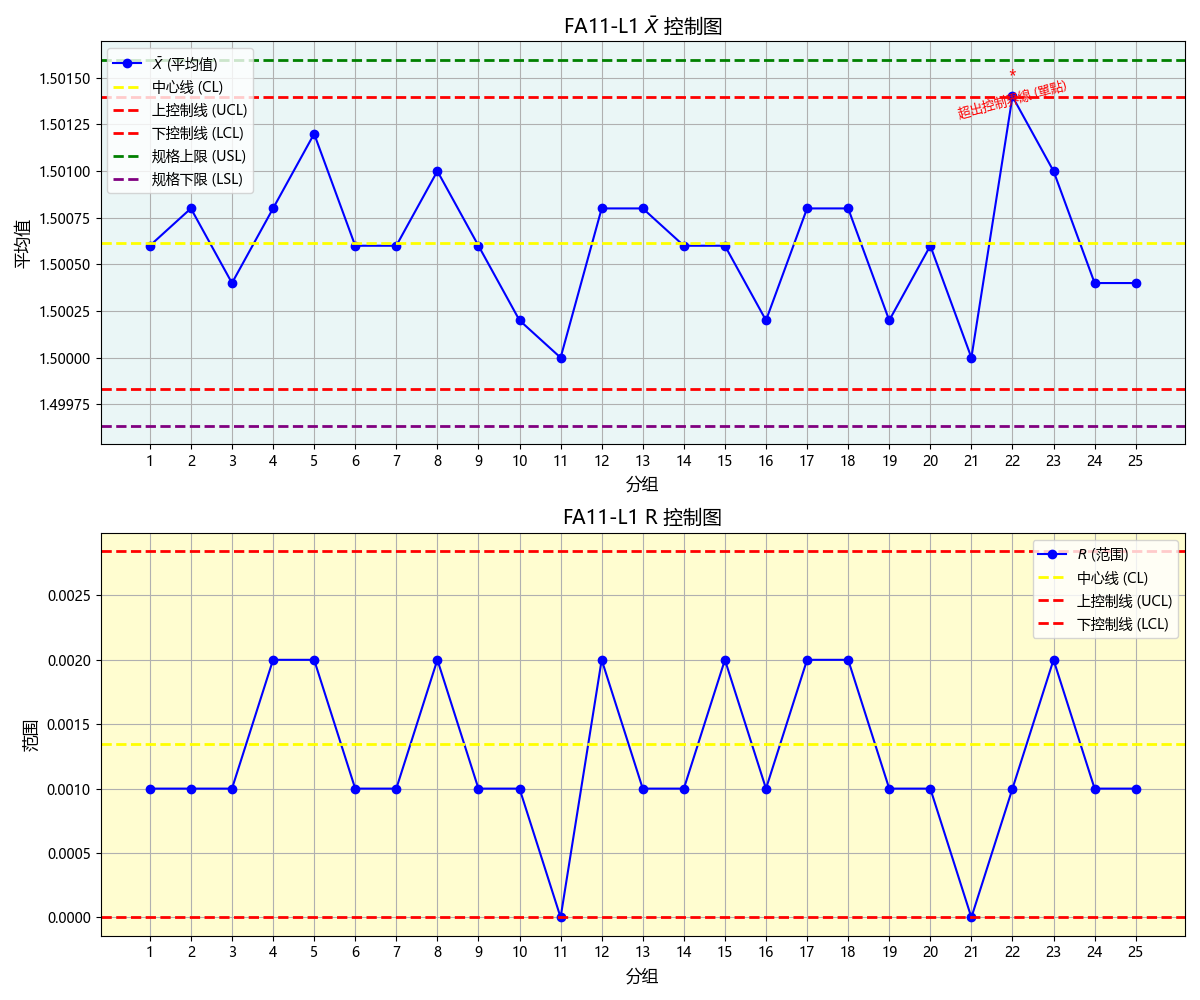 FA11-L1 X̄ 控制图
X̄ (平均值)
中心线 (CL)
上控制线 (UCL)
下控制线 (LCL)
规格上限 (USL)
规格下限 (LSL)
*
超出控制界線 (單點)
平均值
1.50150
1.50125
1.50100
1.50075
1.50050
1.50025
1.50000
1.49975
1 2 3 4 5 6 7 8 9 10 11 12 13 14 15 16 17 18 19 20 21 22 23 24 25
分组
FA11-L1 R 控制图
R (范围)
中心线 (CL)
上控制线 (UCL)
下控制线 (LCL)
范围
0.0025
0.0020
0.0015
0.0010
0.0005
0.0000
1 2 3 4 5 6 7 8 9 10 11 12 13 14 15 16 17 18 19 20 21 22 23 24 25
分组